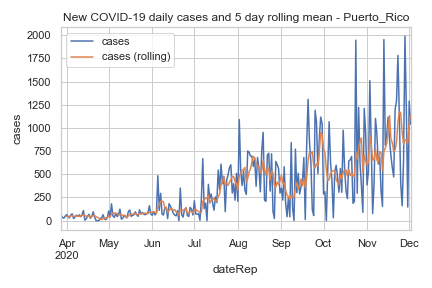 New COVID-19 daily cases and 5 day rolling mean - Puerto_Rico
cases
cases (rolling)
2000
1750
1500
1250
1000
750
500
250
0
cases
Apr May Jun Jul Aug Sep Oct Nov Dec
2020
dateRep